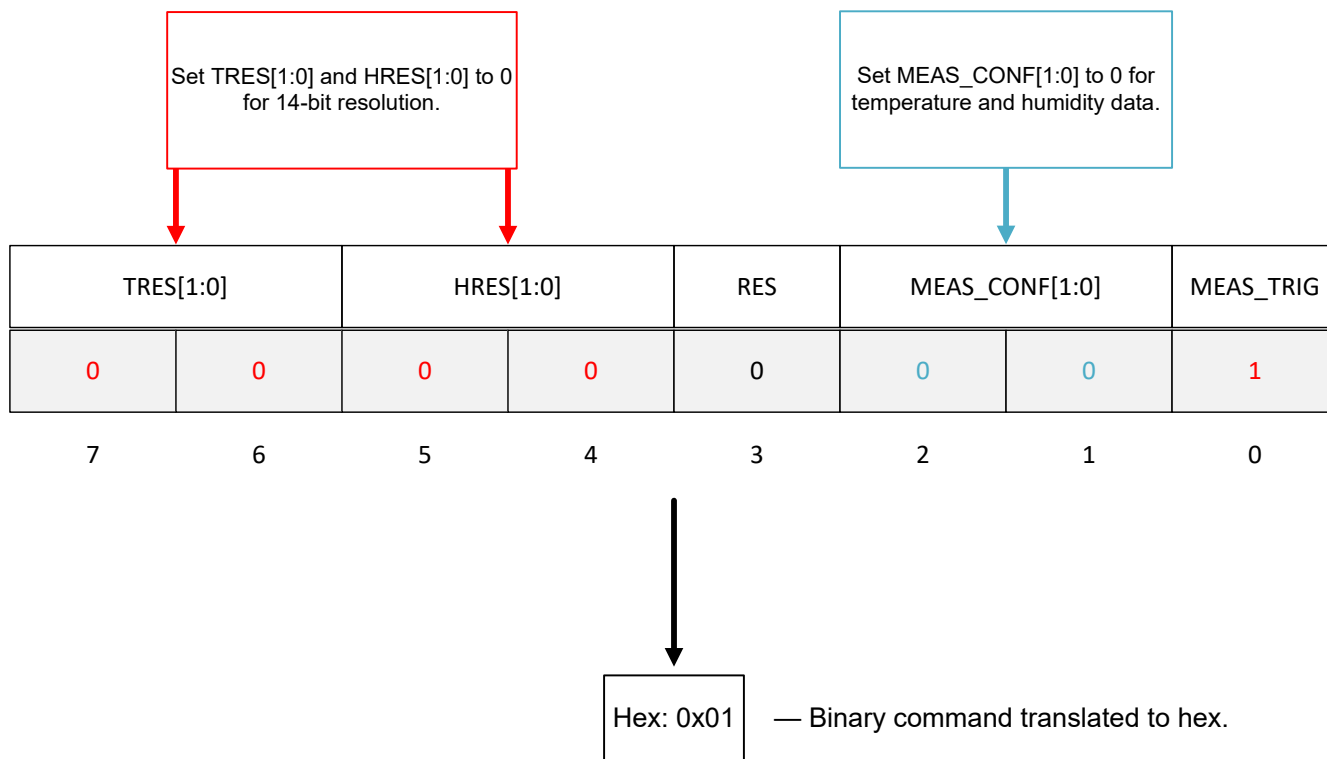 Set TRES[1:0] and HRES[1:0] to 0
for 14-bit resolution.
Set MEAS_CONF[1:0] to 0 for
temperature and humidity data.
TRES[1:0] HRES[1:0] RES MEAS_CONF[1:0] MEAS_TRIG
0 0 0 0 0 0 0 1
7 6 5 4 3 2 1 0
Hex: 0x01 — Binary command translated to hex.